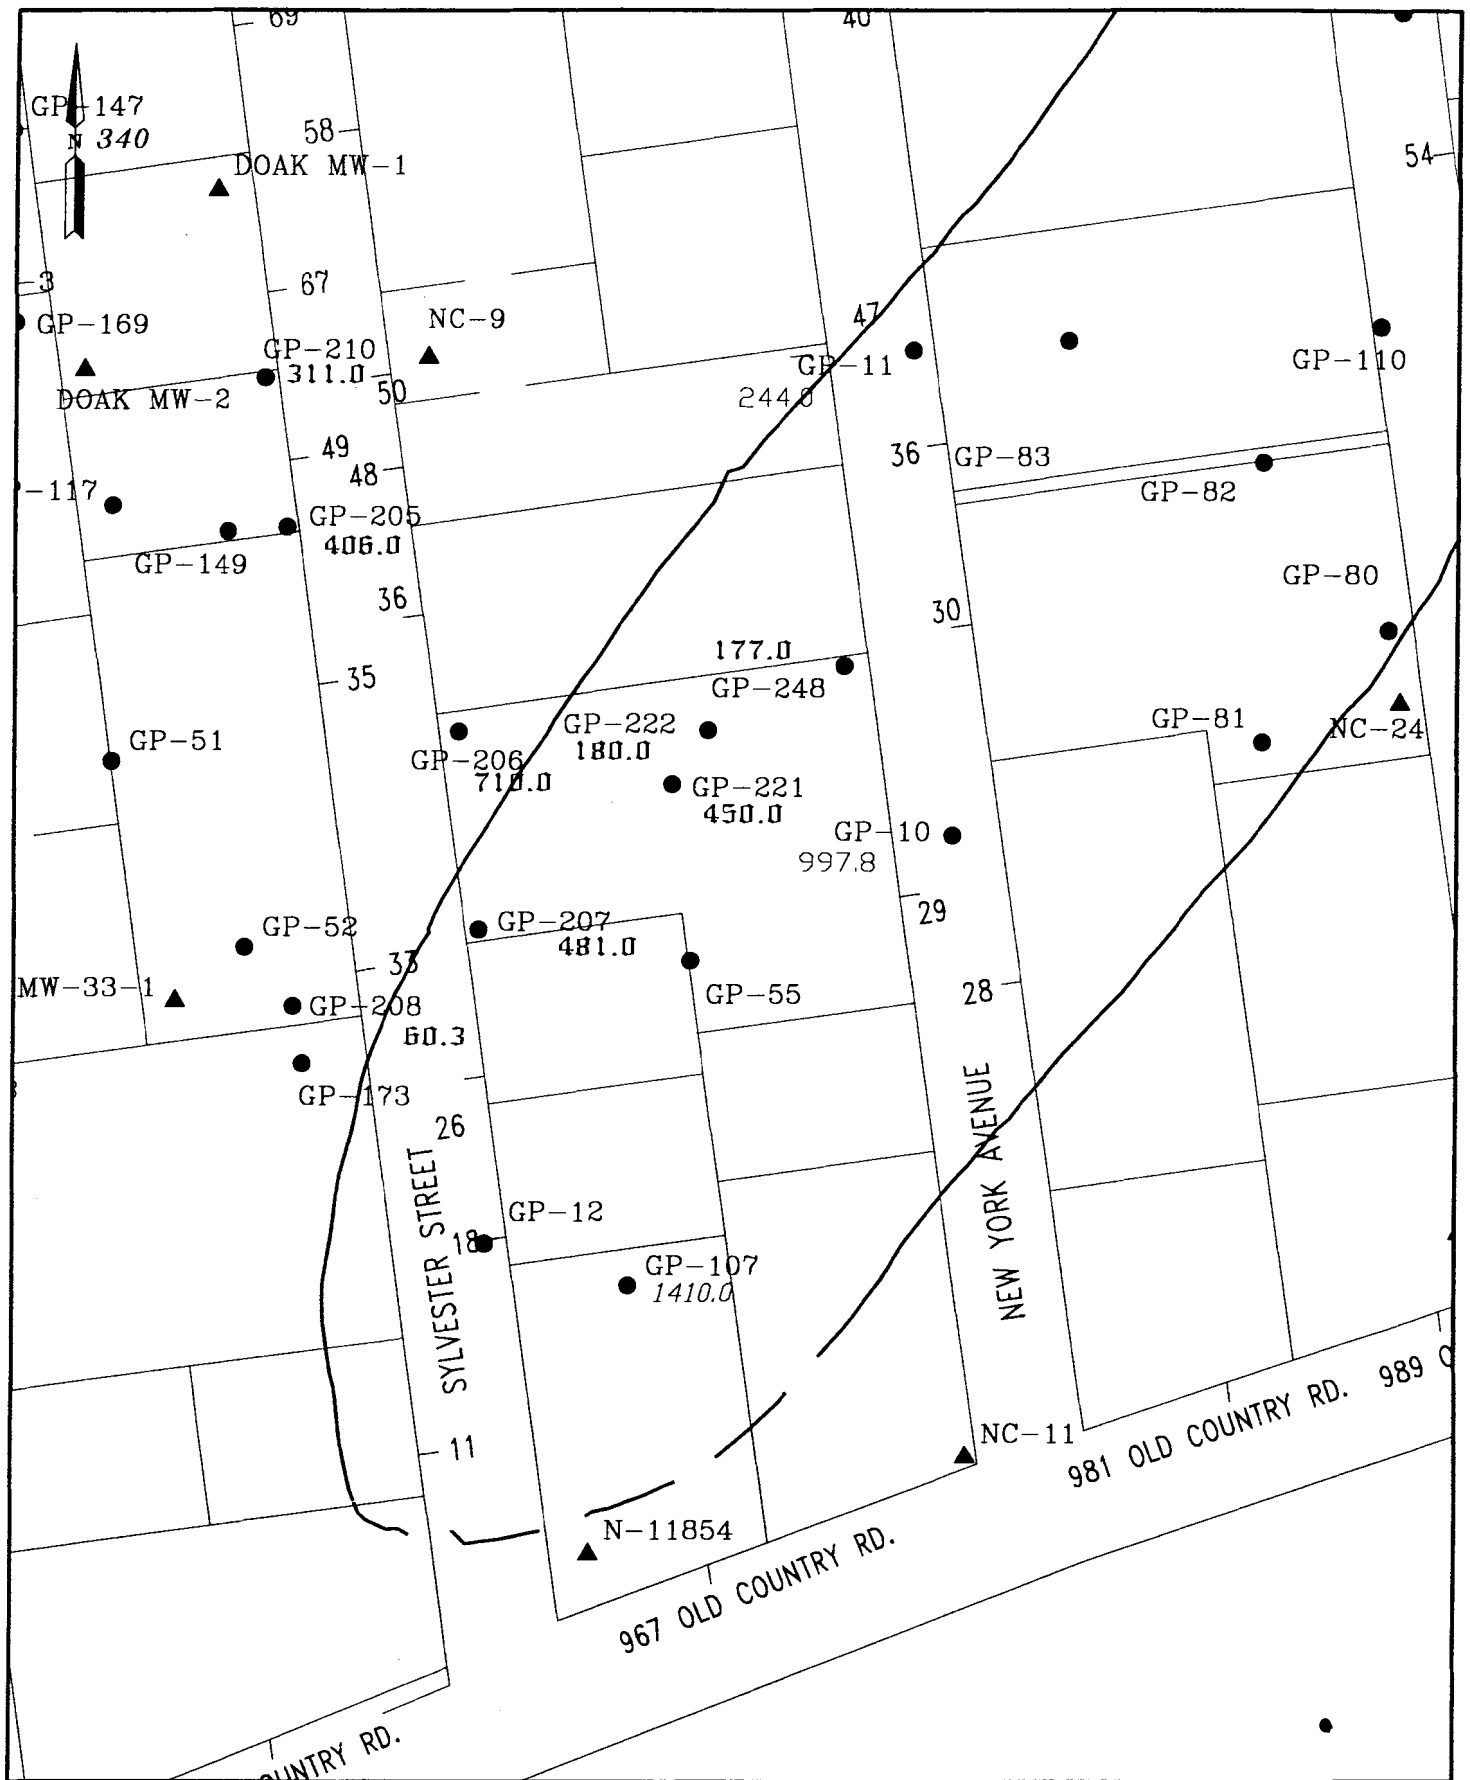 69
40
GP-147
N 340
58
DOAK MW-1
54
-3
67
GP-169
NC-9
47
GP-210
311.0
GP-11
GP-110
DOAK MW-2
50
244.0
49
48
36
GP-83
GP-82
-117
GP-205
406.0
GP-149
GP-80
36
30
35
177.0
GP-248
GP-222
180.0
GP-81
NC-24
GP-51
GP-206
710.0
GP-221
450.0
GP-10
997.8
29
GP-52
GP-207
481.0
33
MW-33-1
GP-208
60.3
GP-55
28
GP-173
26
SYLVESTER STREET
NEW YORK AVENUE
GP-12
18
GP-107
1410.0
11
NC-11
981 OLD COUNTRY RD.
989 O
N-11854
967 OLD COUNTRY RD.
OUNTRY RD.